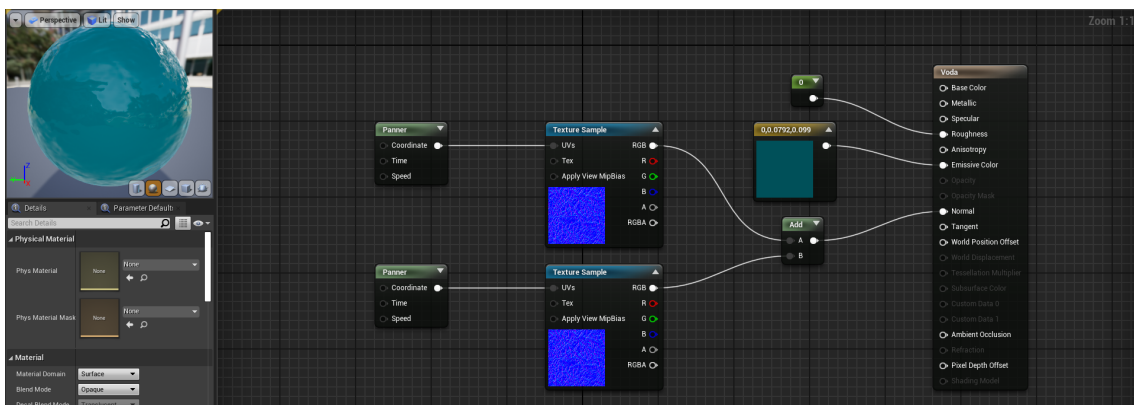 Perspective
Lit
Show
Zoom 1:1
Details
Parameter Defaults
Search Details
Physical Material
Phys Material
None
None
Phys Material Mask
None
None
Material
Material Domain
Surface
Blend Mode
Opaque
Decal Blend Mode
Translucent
Panner
Coordinate
Time
Speed
Panner
Coordinate
Time
Speed
Texture Sample
UVs
RGB
Tex
R
Apply View MipBias
G
B
A
RGBA
Texture Sample
UVs
RGB
Tex
R
Apply View MipBias
G
B
A
RGBA
0
0,0.0792,0.099
Add
A
B
Voda
Base Color
Metallic
Specular
Roughness
Anisotropy
Emissive Color
Opacity
Opacity Mask
Normal
Tangent
World Position Offset
World Displacement
Tessellation Multiplier
Subsurface Color
Custom Data 0
Custom Data 1
Ambient Occlusion
Refraction
Pixel Depth Offset
Shading Model